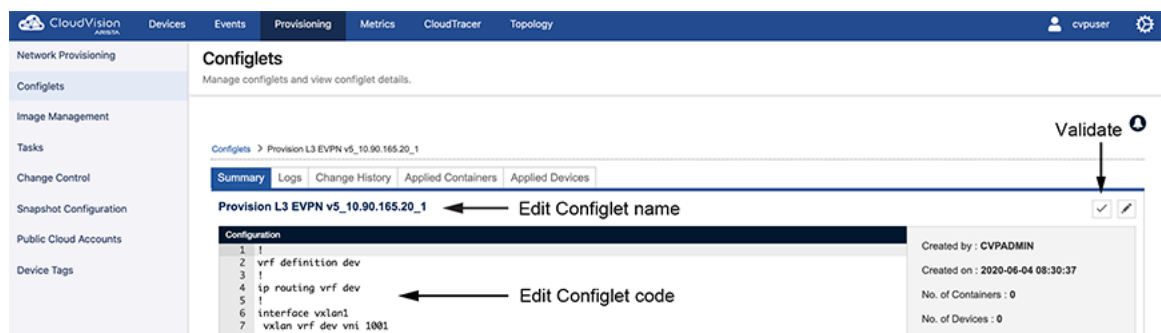 CloudVision
ARISTA
Devices Events Provisioning Metrics CloudTracer Topology cvpuser
Network Provisioning
Configlets
Image Management
Tasks
Change Control
Snapshot Configuration
Public Cloud Accounts
Device Tags
Configlets
Manage configlets and view configlet details.
Validate
Configlets > Provision L3 EVPN v5_10.90.165.20_1
Summary Logs Change History Applied Containers Applied Devices
Provision L3 EVPN v5_10.90.165.20_1 Edit Configlet name
Configuration
1 !
2 vrf definition dev
3 !
4 ip routing vrf dev
5 !
6 interface vxlan1
7 vxlan vrf dev vni 1001
Edit Configlet code
Created by : CVPADMIN
Created on : 2020-06-04 08:30:37
No. of Containers : 0
No. of Devices : 0